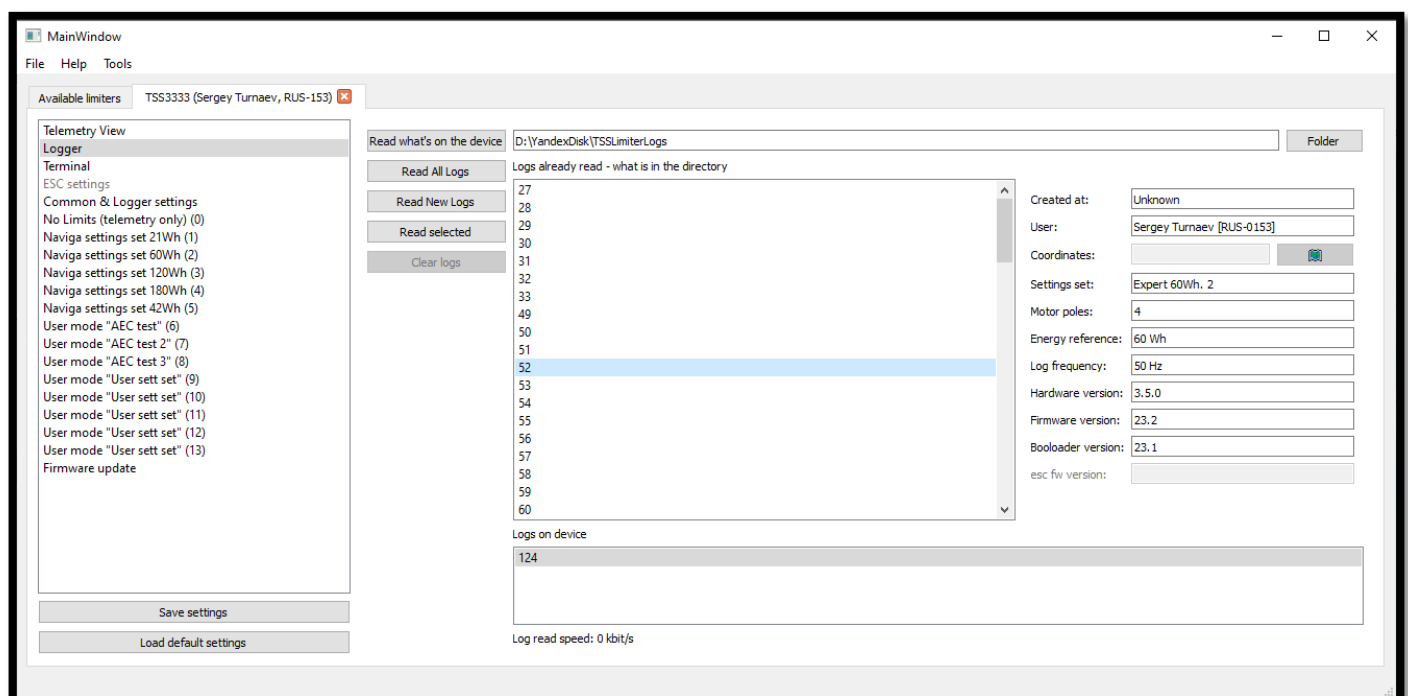 MainWindow
File Help Tools
Available limiters
TSS3333 (Sergey Turnaev, RUS-153)
Telemetry View
Logger
Terminal
ESC settings
Common & Logger settings
No Limits (telemetry only) (0)
Naviga settings set 21Wh (1)
Naviga settings set 60Wh (2)
Naviga settings set 120Wh (3)
Naviga settings set 180Wh (4)
Naviga settings set 42Wh (5)
User mode "AEC test" (6)
User mode "AEC test 2" (7)
User mode "AEC test 3" (8)
User mode "User sett set" (9)
User mode "User sett set" (10)
User mode "User sett set" (11)
User mode "User sett set" (12)
User mode "User sett set" (13)
Firmware update
Save settings
Load default settings
Read what's on the device
D:\YandexDisk\TSSLimiterLogs
Folder
Read All Logs
Read New Logs
Read selected
Clear logs
Logs already read - what is in the directory
27
28
29
30
31
32
33
49
50
51
52
53
54
55
56
57
58
59
60
Created at: Unknown
User: Sergey Turnaev [RUS-0153]
Coordinates:
Settings set: Expert 60Wh. 2
Motor poles: 4
Energy reference: 60 Wh
Log frequency: 50 Hz
Hardware version: 3.5.0
Firmware version: 23.2
Booloader version: 23.1
esc fw version:
Logs on device
124
Log read speed: 0 kbit/s